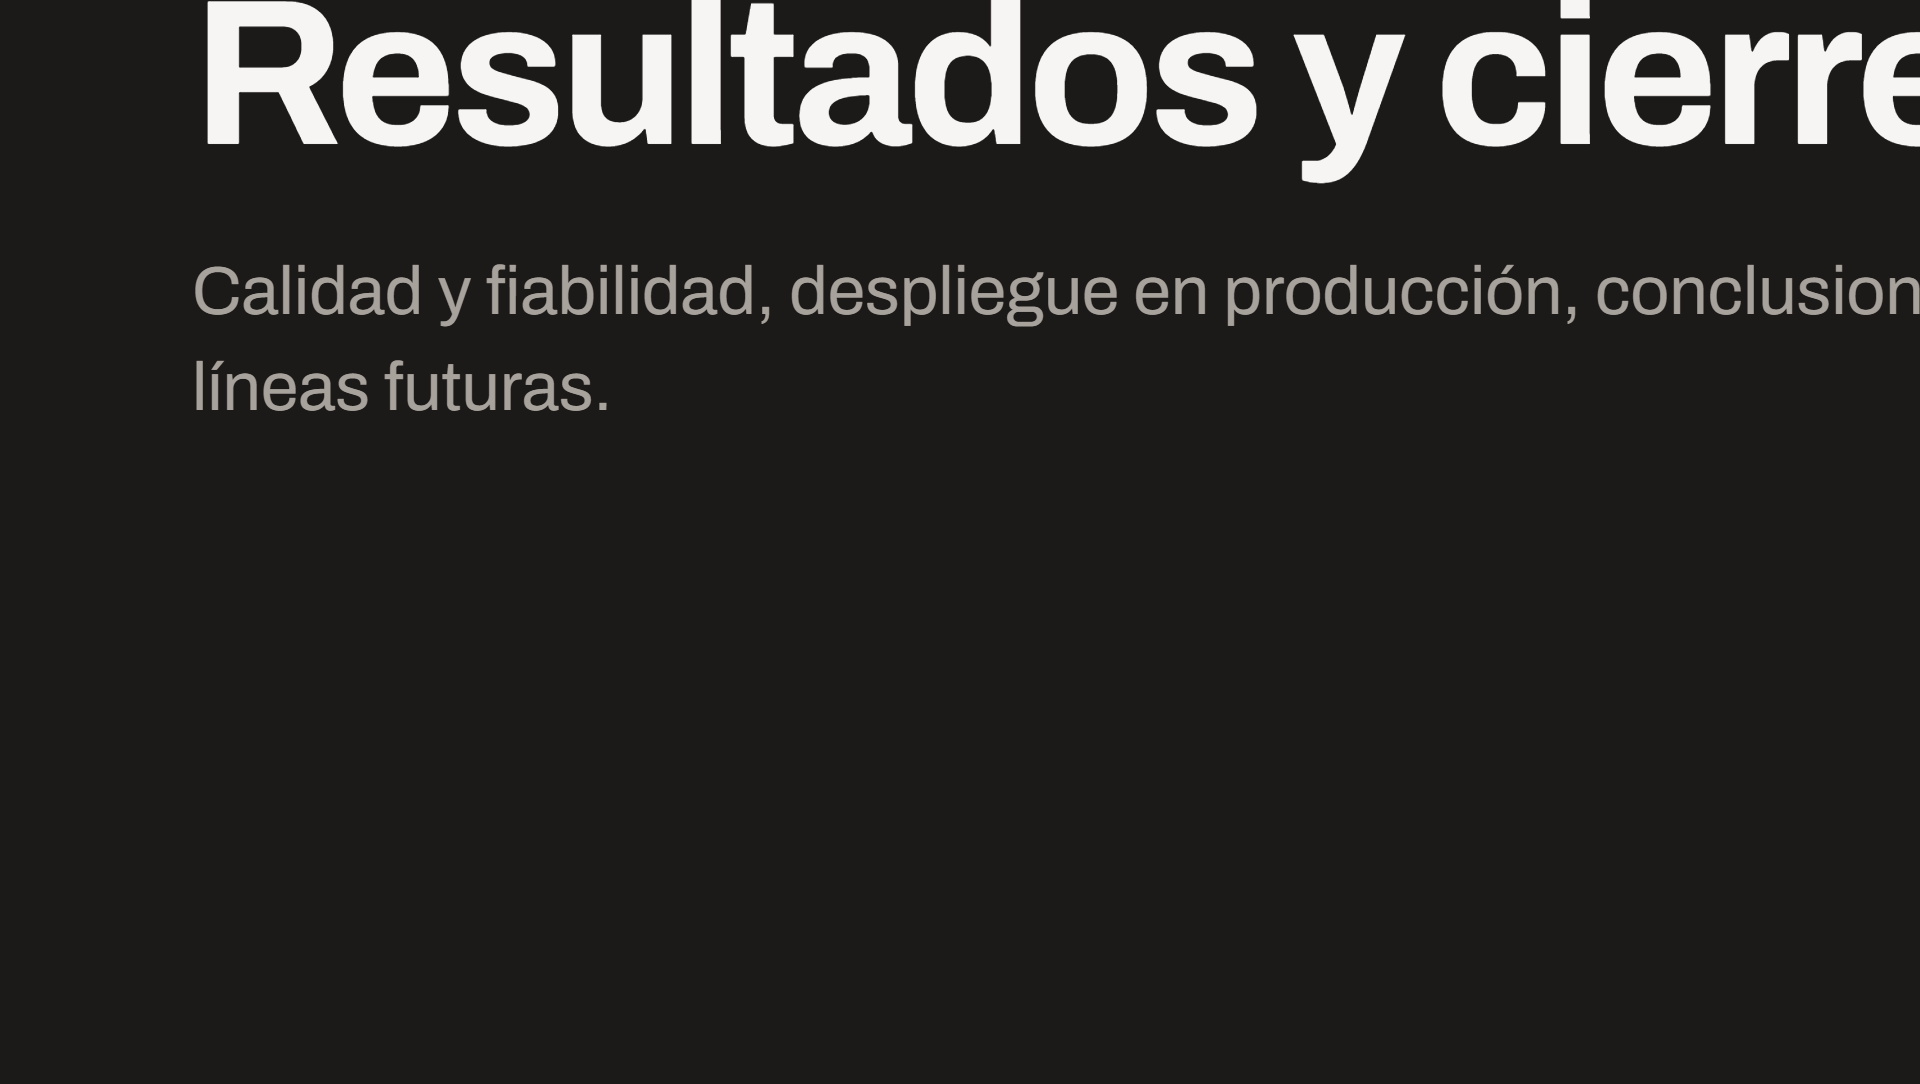 Resultados y cierre
Calidad y fiabilidad, despliegue en producción, conclusion
líneas futuras.